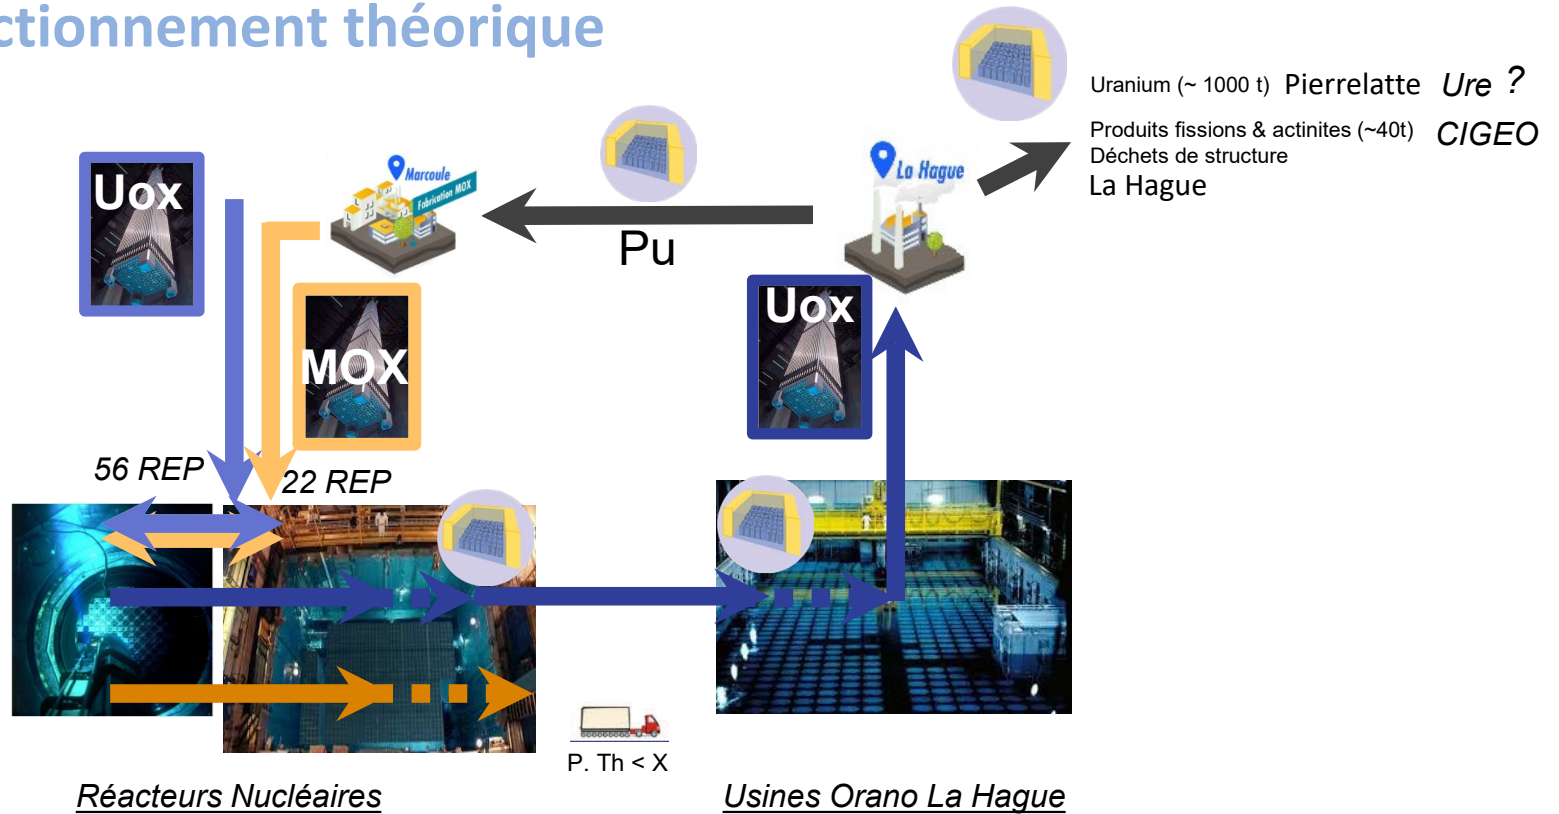 ctionnement théorique
Uranium (~ 1000 t) Pierrelatte Ure ?
Produits fissions & actinites (~40t) CIGEO
Déchets de structure
La Hague
Uox
Marcoule
Fabrication MOX
La Hague
Pu
Uox
MOX
56 REP
22 REP
P. Th < X
Réacteurs Nucléaires
Usines Orano La Hague